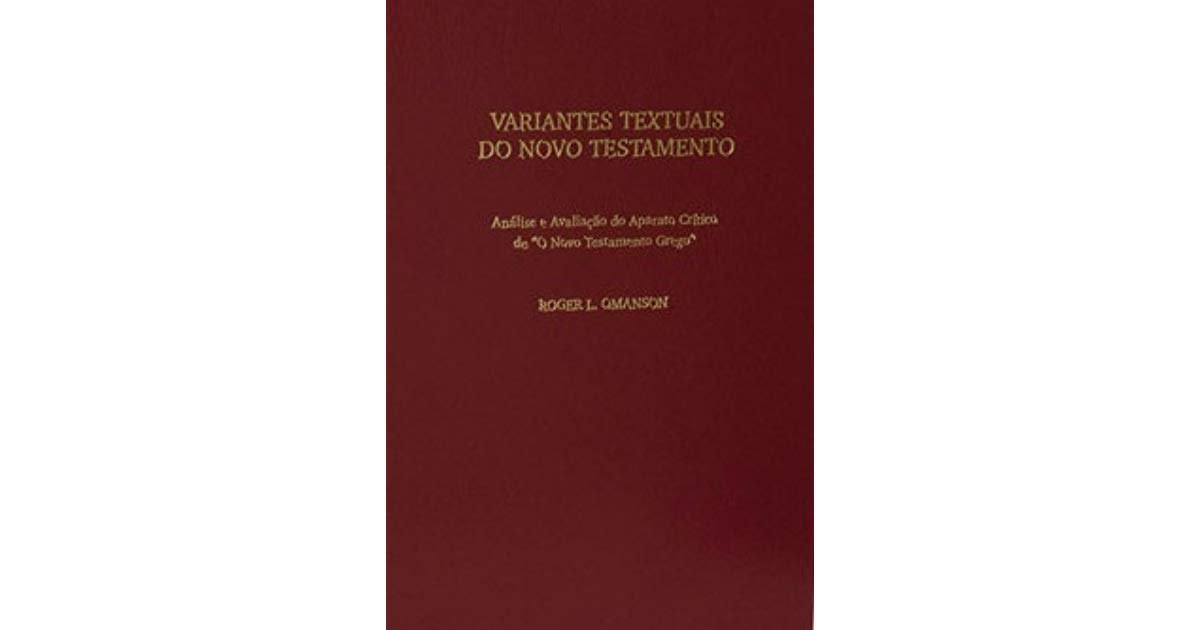 VARIANTES TEXTUAIS
DO NOVO TESTAMENTO
Análise e Avaliação do Aparato Crítico
de "O Novo Testamento Grego"
ROGER L. OMANSON